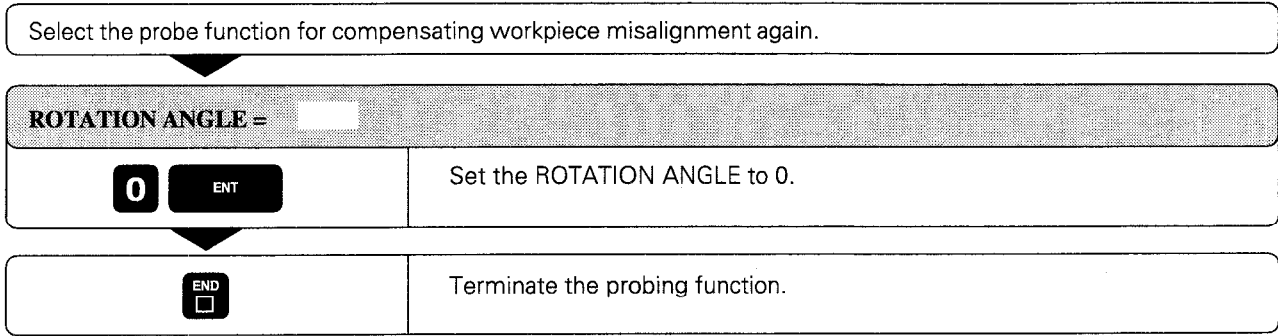 Select the probe function for compensating workpiece misalignment again.
ROTATION ANGLE =
0 ENT
Set the ROTATION ANGLE to 0.
END
Terminate the probing function.